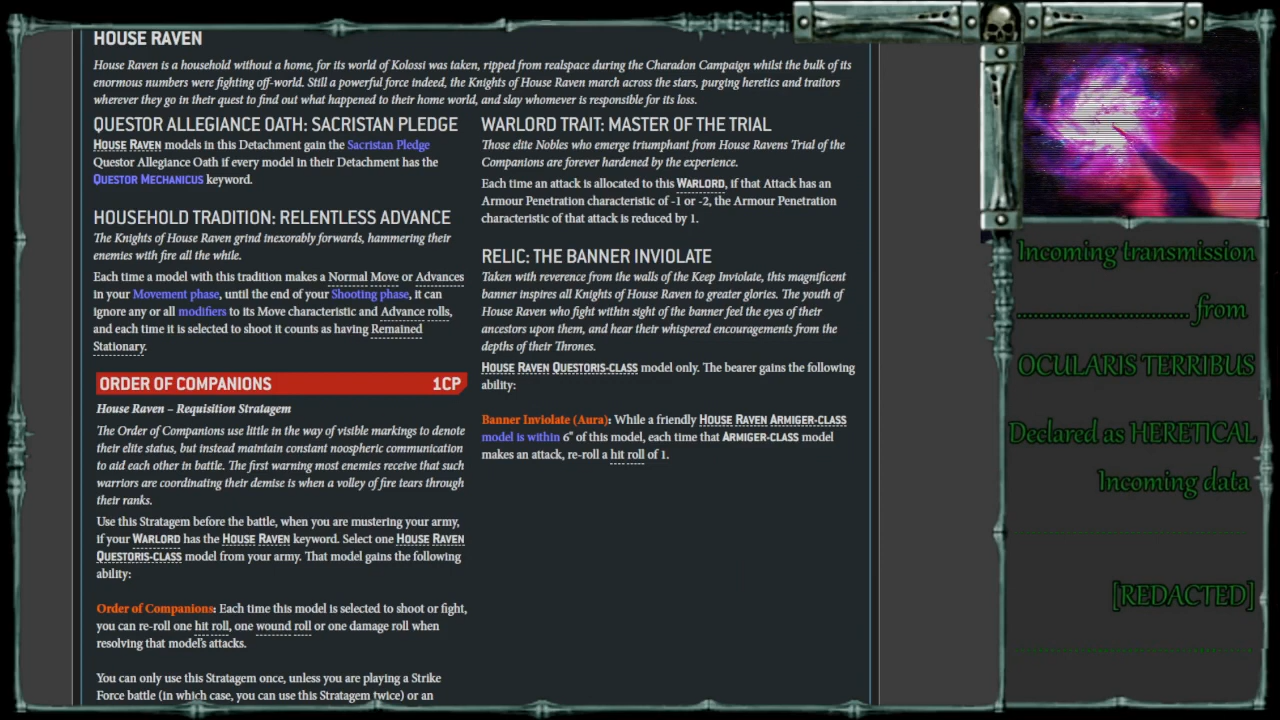 HOUSE RAVEN
House Raven is a household without a home, for its world of Kolossi was taken, ripped from realspace during the Charadon Campaign whilst the bulk of its
enormous numbers were fighting off-world. Still a powerful force, the Knights of House Raven march across the stars, purging heretics and traitors
wherever they go in their quest to find out what happened to their home world, and slay whomever is responsible for its loss.
QUESTOR ALLEGIANCE OATH: SACRISTAN PLEDGE
HOUSE RAVEN models in this Detachment gain the Sacristan Pledge
Questor Allegiance Oath if every model in their Detachment has the
QUESTOR MECHANICUS keyword.
HOUSEHOLD TRADITION: RELENTLESS ADVANCE
The Knights of House Raven grind inexorably forwards, hammering their
enemies with fire all the while.
Each time a model with this tradition makes a Normal Move or Advances
in your Movement phase, until the end of your Shooting phase, it can
ignore any or all modifiers to its Move characteristic and Advance rolls,
and each time it is selected to shoot it counts as having Remained
Stationary.
ORDER OF COMPANIONS 1CP
House Raven – Requisition Stratagem
The Order of Companions use little in the way of visible markings to denote
their elite status, but instead maintain constant noospheric communication
to aid each other in battle. The first warning most enemies receive that such
warriors are coordinating their demise is when a volley of fire tears through
their ranks.
Use this Stratagem before the battle, when you are mustering your army,
if your WARLORD has the HOUSE RAVEN keyword. Select one HOUSE RAVEN
QUESTORIS-CLASS model from your army. That model gains the following
ability:
Order of Companions: Each time this model is selected to shoot or fight,
you can re-roll one hit roll, one wound roll or one damage roll when
resolving that model's attacks.
You can only use this Stratagem once, unless you are playing a Strike
Force battle (in which case, you can use this Stratagem twice) or an
WARLORD TRAIT: MASTER OF THE TRIAL
Those elite Nobles who emerge triumphant from House Ravens Trial of the
Companions are forever hardened by the experience.
Each time an attack is allocated to this WARLORD, if that Attack has an
Armour Penetration characteristic of -1 or -2, the Armour Penetration
characteristic of that attack is reduced by 1.
RELIC: THE BANNER INVIOLATE
Taken with reverence from the walls of the Keep Inviolate, this magnificent
banner inspires all Knights of House Raven to greater glories. The youth of
House Raven who fight within sight of the banner feel the eyes of their
ancestors upon them, and hear their whispered encouragements from the
depths of their Thrones.
HOUSE RAVEN QUESTORIS-CLASS model only. The bearer gains the following
ability:
Banner Inviolate (Aura): While a friendly HOUSE RAVEN ARMIGER-CLASS
model is within 6" of this model, each time that ARMIGER-CLASS model
makes an attack, re-roll a hit roll of 1.
Incoming transmission
.............................. from
OCULARIS TERRIBUS
Declared as HERETICAL
Incoming data
[REDACTED]